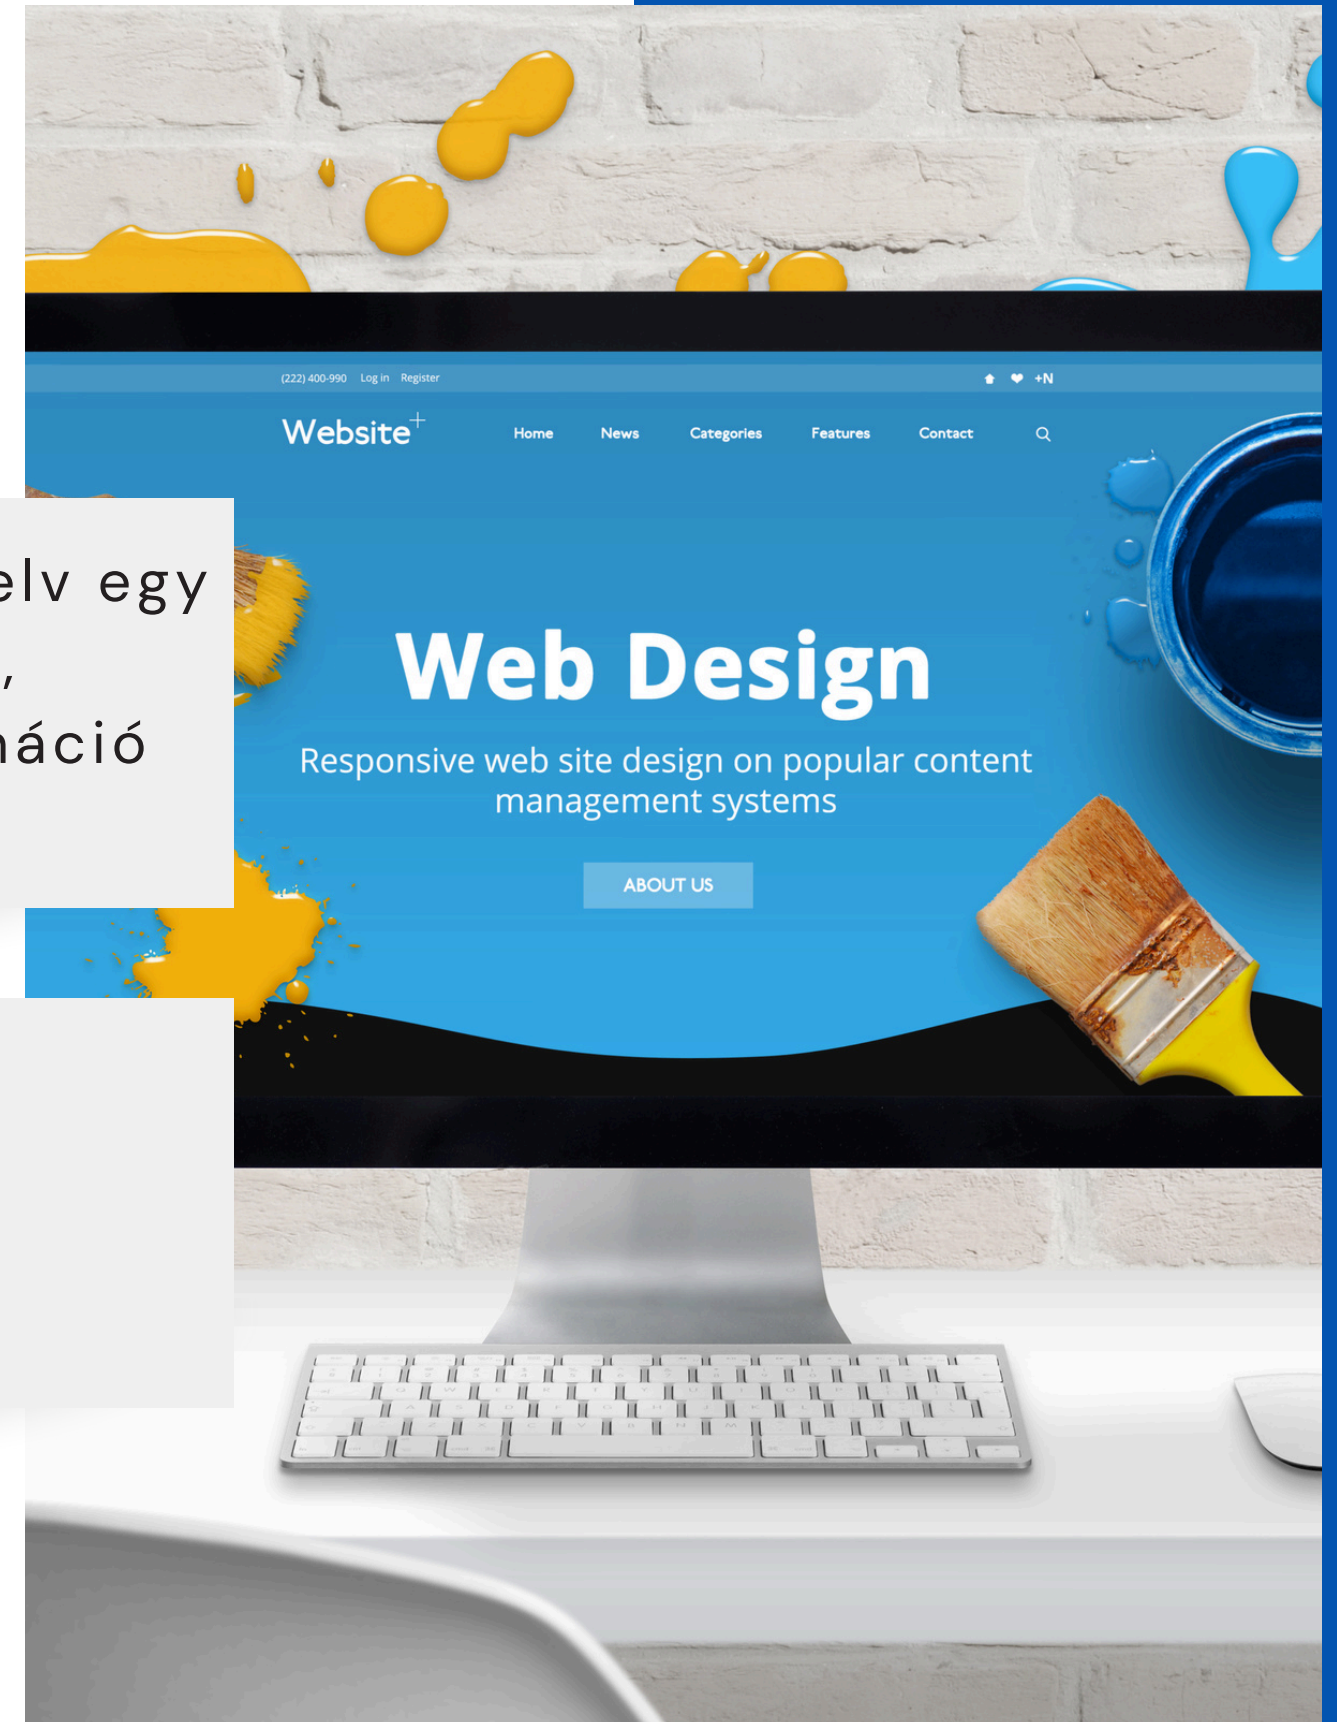 (222) 400-990 Log in Register
+N
Website+
Home News Categories Features Contact
elv egy
,
máció
Web Design
Responsive web site design on popular content
management systems
ABOUT US